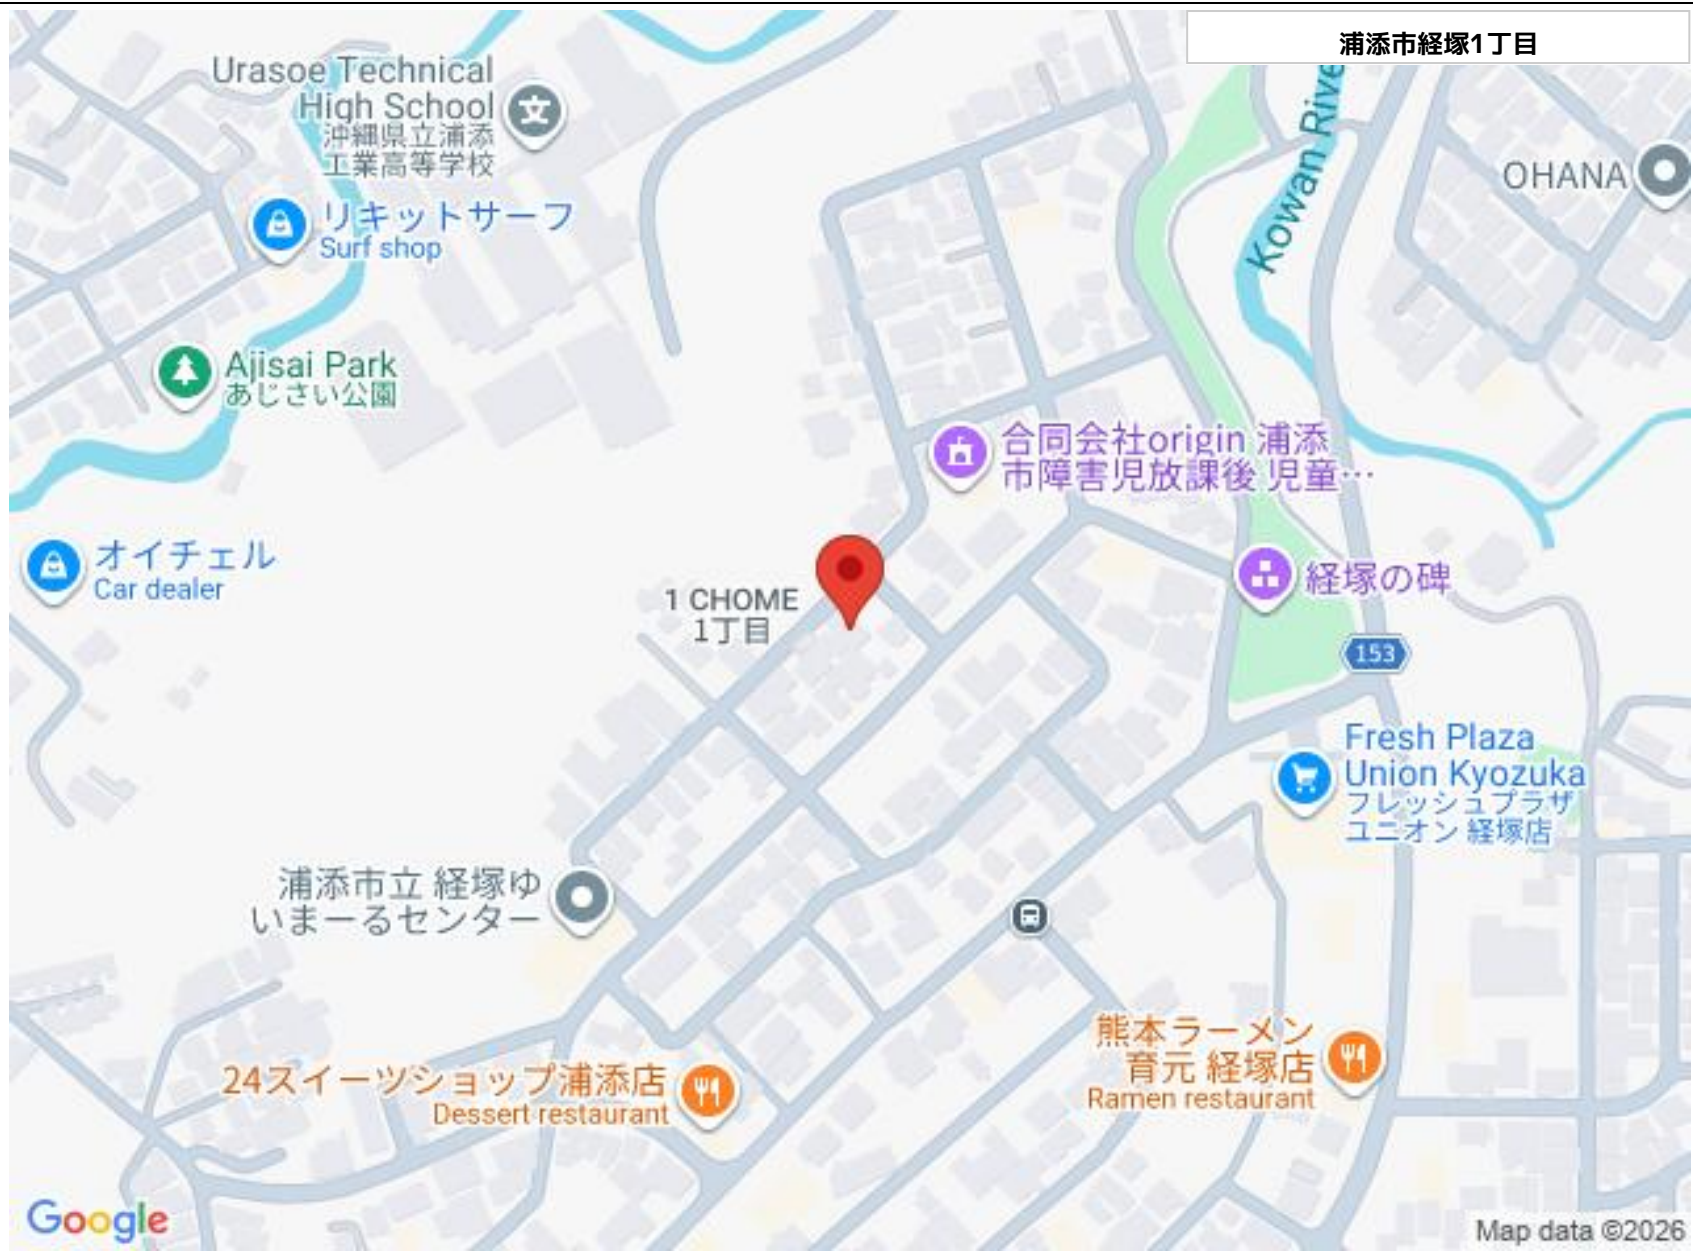 浦添市経塚1丁目
Urasoe Technical
High School
沖縄県立浦添
工業高等学校
リキットサーフ
Surf shop
Kowan Rive
OHANA
Ajisai Park
あじさい公園
合同会社origin 浦添
市障害児放課後 児童…
オイチェル
Car dealer
1 CHOME
1丁目
経塚の碑
153
Fresh Plaza
Union Kyozuka
フレッシュプラザ
ユニオン 経塚店
浦添市立 経塚ゆ
いまーるセンター
24スイーツショップ浦添店
Dessert restaurant
熊本ラーメン
育元 経塚店
Ramen restaurant
Google
Map data ©2026